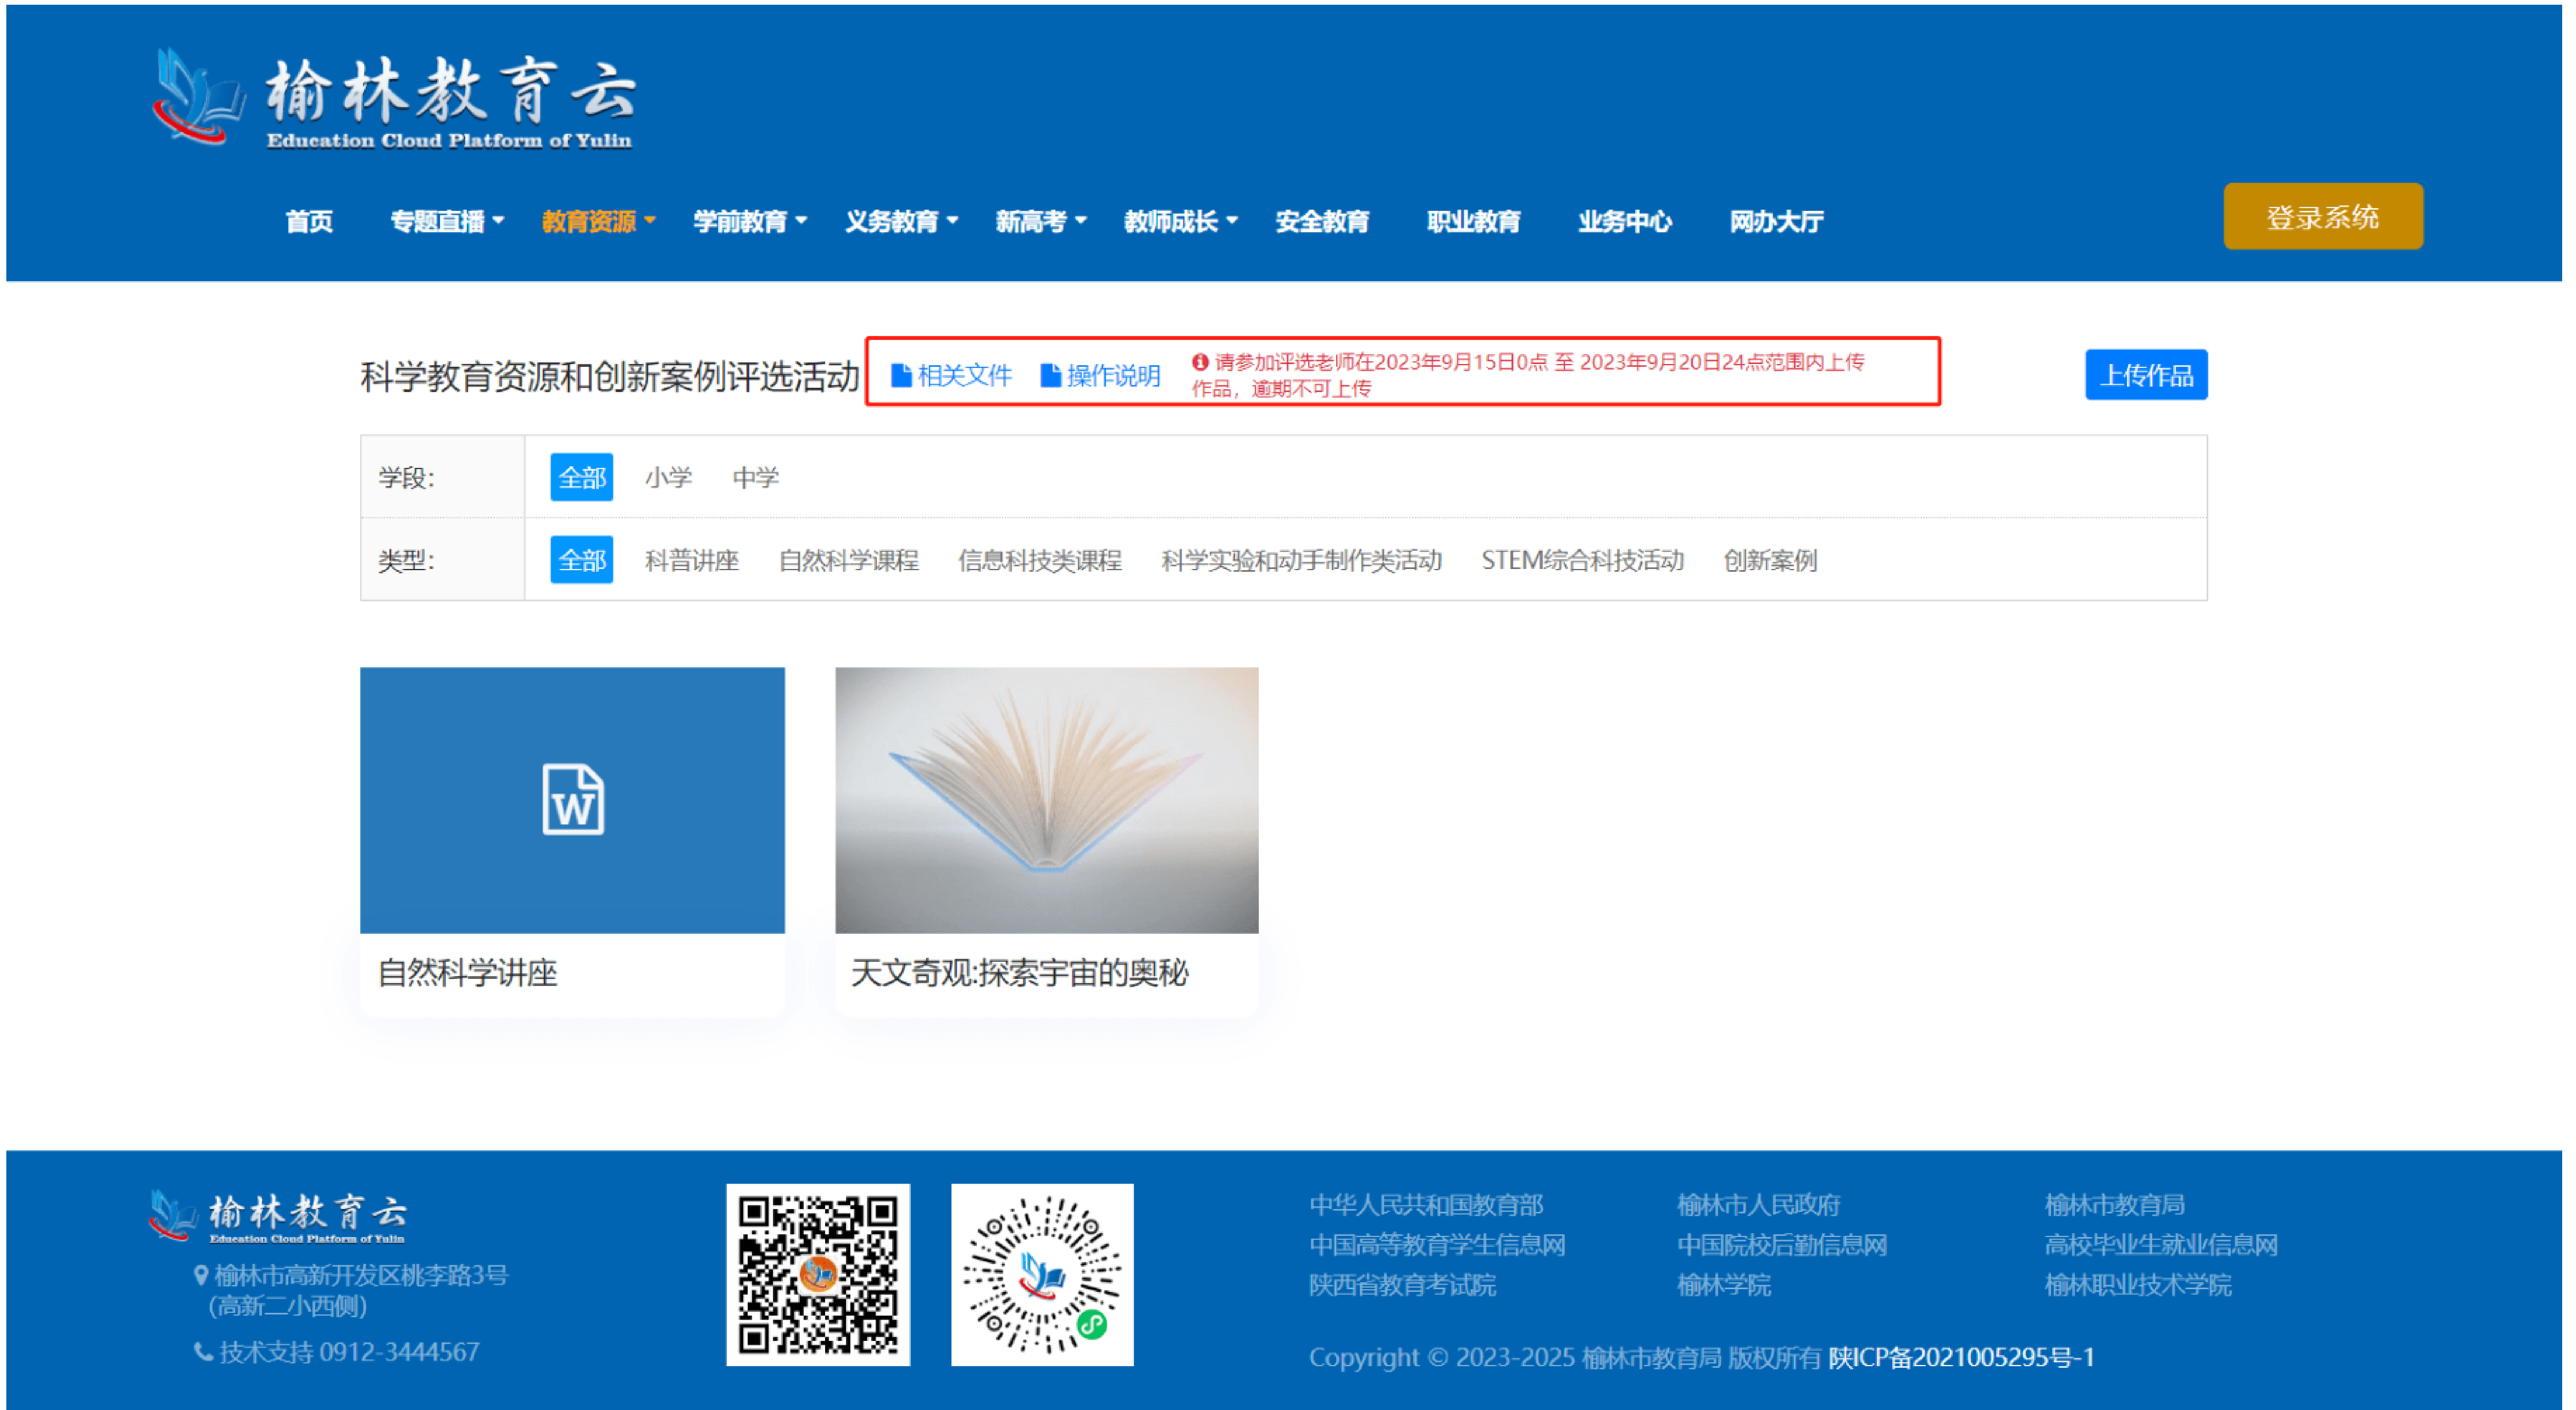 榆林教育云
Education Cloud Platform of Yulin
首页 专题直播 教育资源 学前教育 义务教育 新高考 教师成长 安全教育 职业教育 业务中心 网办大厅 登录系统
科学教育资源和创新案例评选活动 相关文件 操作说明 请参加评选老师在2023年9月15日0点 至 2023年9月20日24点范围内上传
作品，逾期不可上传
上传作品
学段： 全部 小学 中学
类型： 全部 科普讲座 自然科学课程 信息科技类课程 科学实验和动手制作类活动 STEM综合科技活动 创新案例
W
自然科学讲座 天文奇观:探索宇宙的奥秘
榆林教育云
Education Cloud Platform of Yulin
榆林市高新开发区桃李路3号
(高新二小西侧)
技术支持 0912-3444567
中华人民共和国教育部 榆林市人民政府 榆林市教育局
中国高等教育学生信息网 中国院校后勤信息网 高校毕业生就业信息网
陕西省教育考试院 榆林学院 榆林职业技术学院
Copyright © 2023-2025 榆林市教育局 版权所有 陕ICP备2021005295号-1